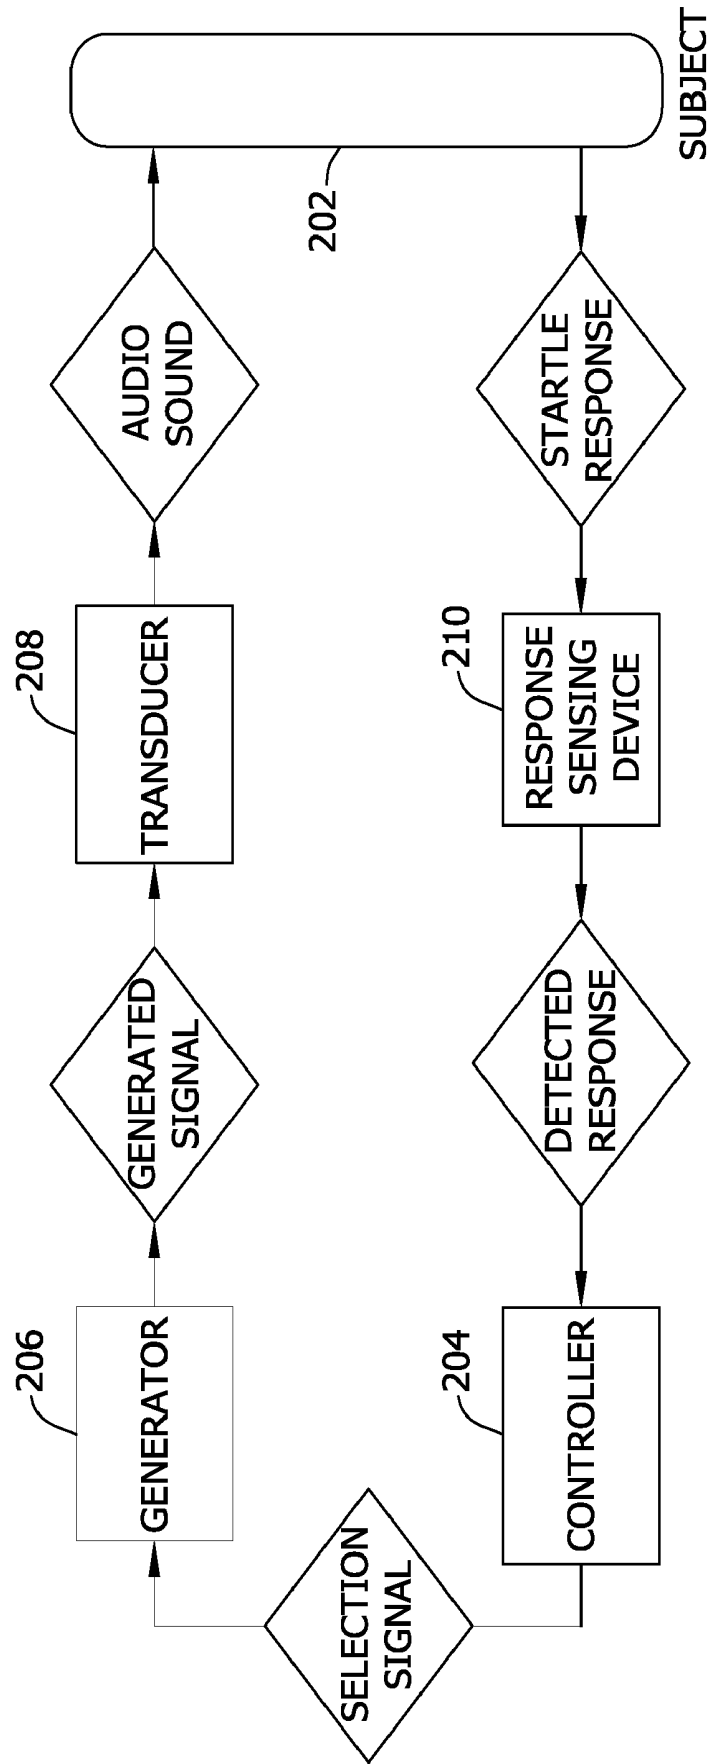 206
208
GENERATOR
GENERATED
SIGNAL
TRANSDUCER
AUDIO
SOUND
202
SELECTION
SIGNAL
204
210
CONTROLLER
DETECTED
RESPONSE
RESPONSE
SENSING
DEVICE
STARTLE
RESPONSE
SUBJECT